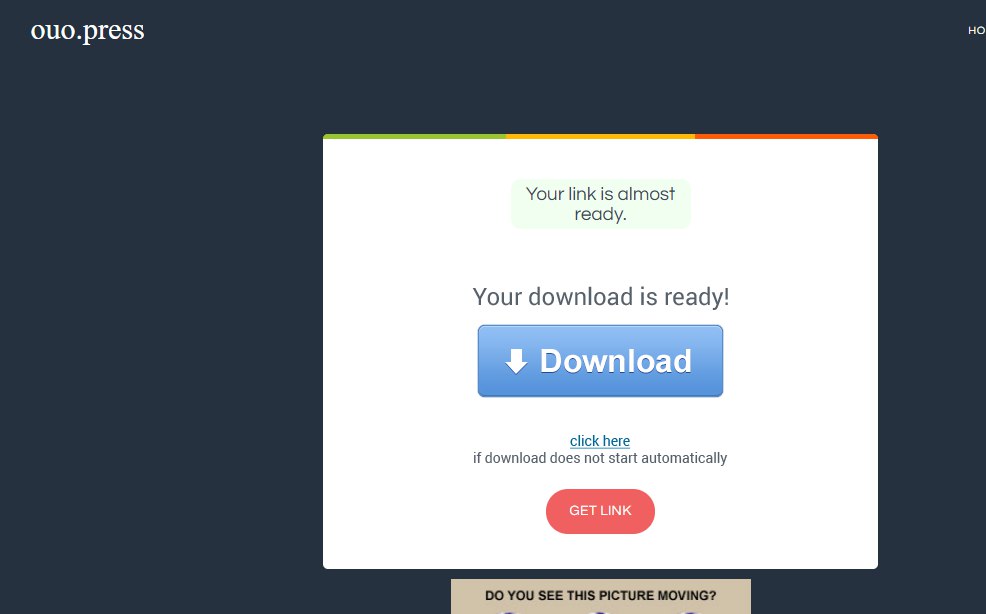 ouo.press
HO
Your link is almost
ready.
Your download is ready!
Download
click here
if download does not start automatically
GET LINK
DO YOU SEE THIS PICTURE MOVING?